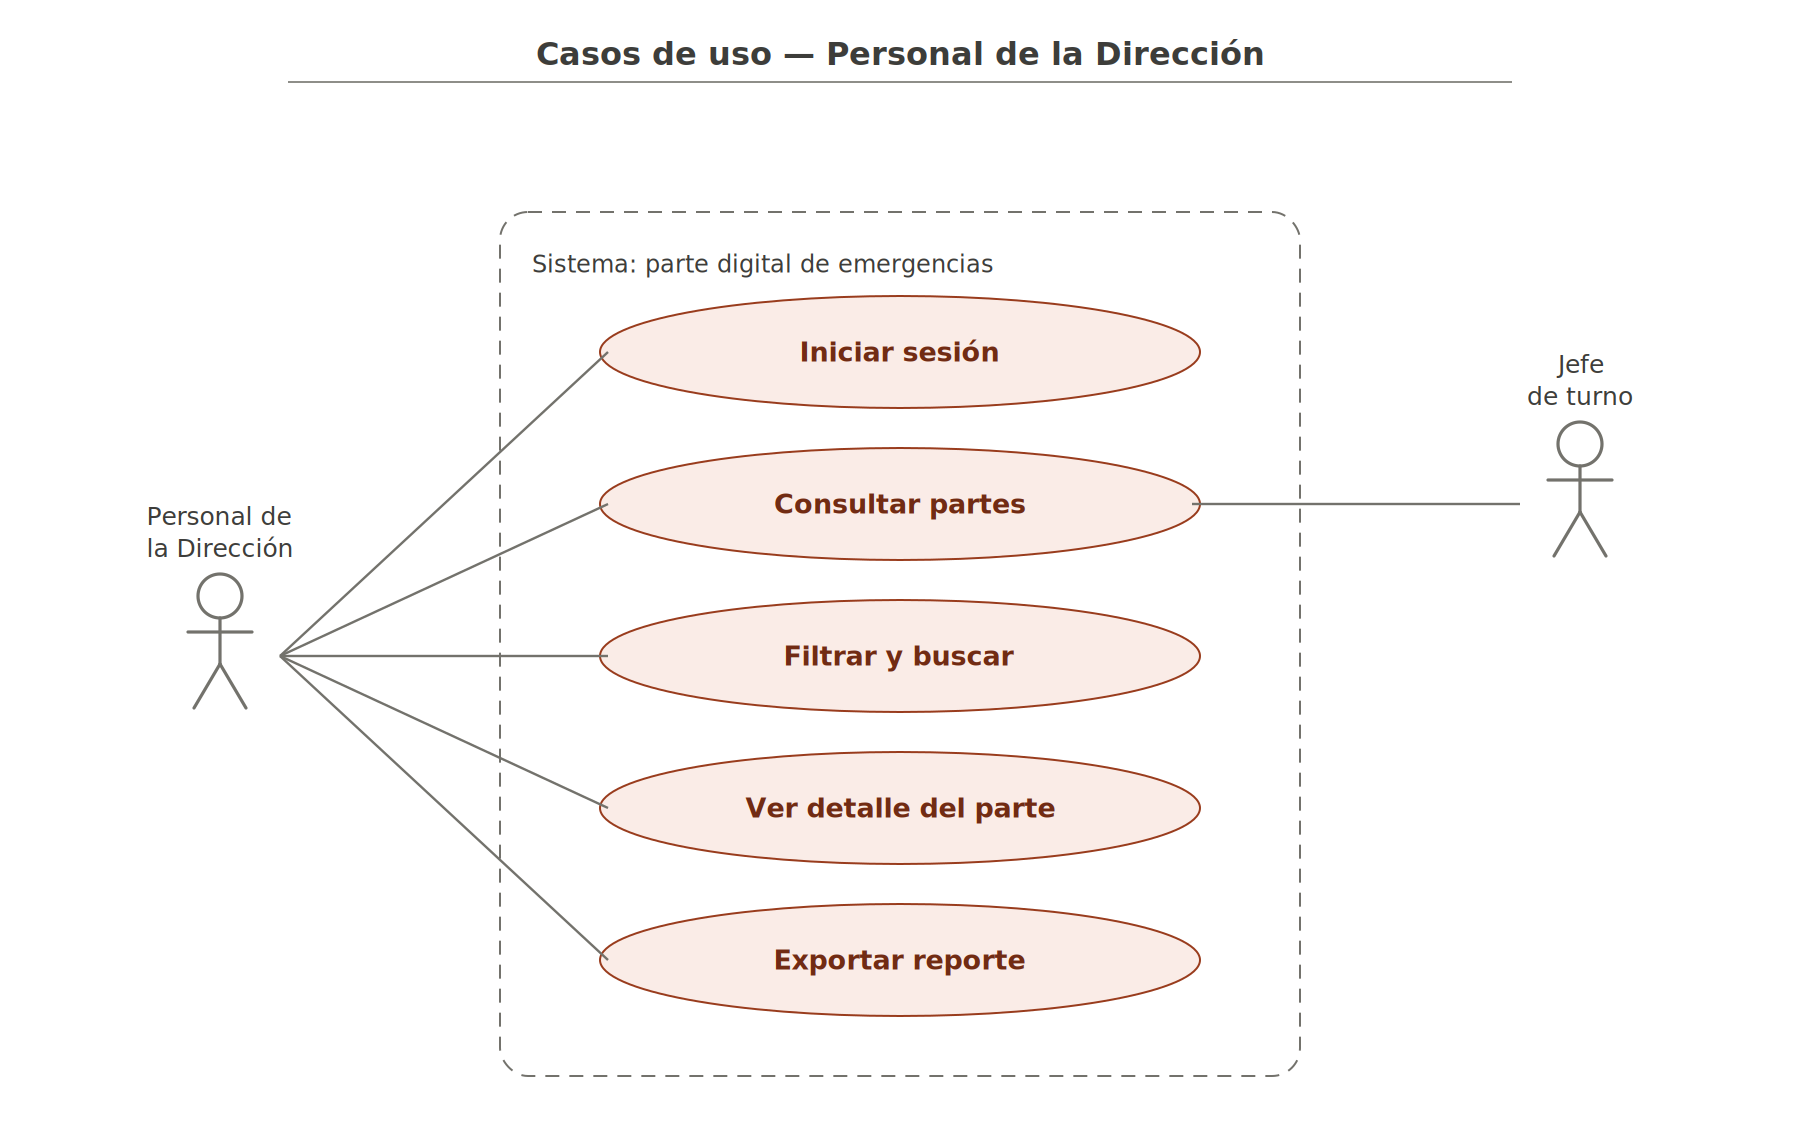 Casos de uso — Personal de la Dirección
Sistema: parte digital de emergencias
Iniciar sesión
Jefe
de turno
Consultar partes
Personal de
la Dirección
Filtrar y buscar
Ver detalle del parte
Exportar reporte